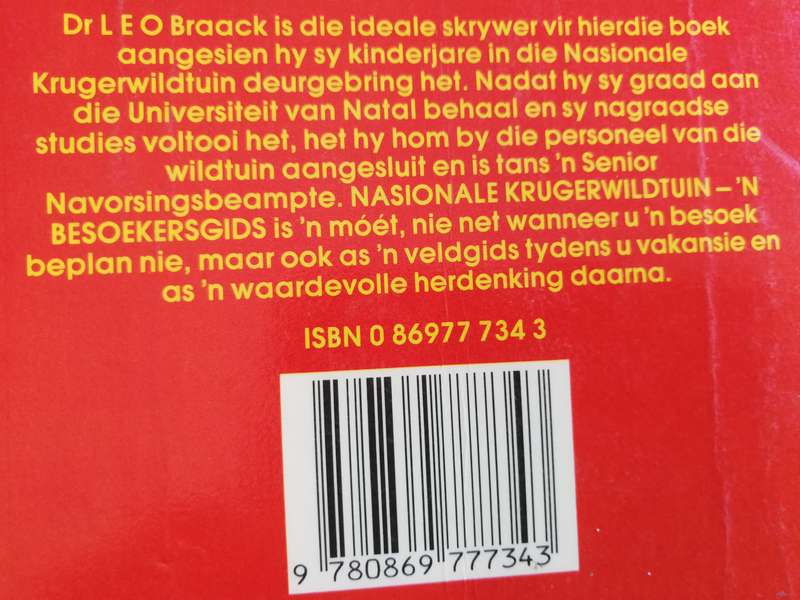 Dr L E O Braack is die ideale skrywer vir hierdie boek
aangesien hy sy kinderjare in die Nasionale
Krugerwildtuin deurgebring het. Nadat hy sy graad aan
die Universiteit van Natal behaal en sy nagraadse
studies voltooi het, het hy hom by die personeel van die
wildtuin aangesluit en is tans 'n Senior
Navorsingsbeampte. NASIONALE KRUGERWILDTUIN – 'N
BESOEKERSGIDS is 'n móét, nie net wanneer u 'n besoek
beplan nie, maar ook as 'n veldgids tydens u vakansie en
as 'n waardevolle herdenking daarna.
ISBN 0 86977 734 3
9 780869 777343